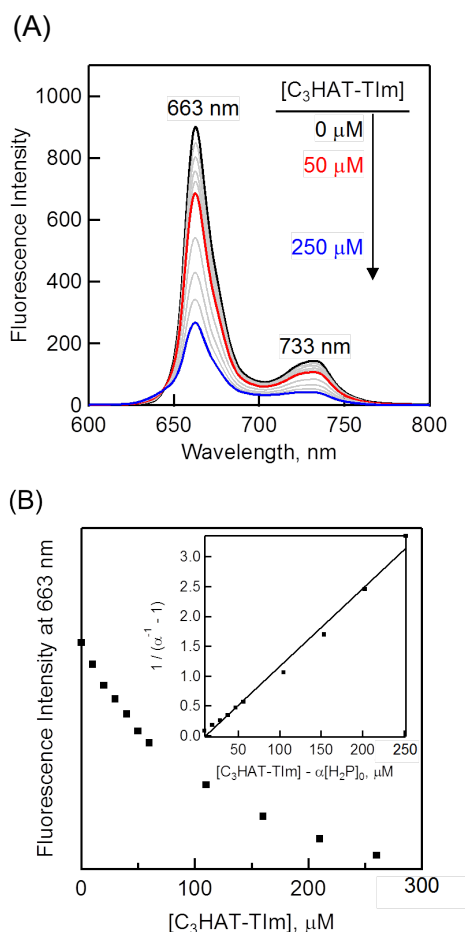 (A)
Fluorescence Intensity
1000
800
600
400
200
0
663 nm
733 nm
[C₃HAT-TIm]
0 μM
50 μM
250 μM
600
650
700
750
800
Wavelength, nm
(B)
Fluorescence Intensity at 663 nm
1 / (α⁻¹ - 1)
3.0
2.5
2.0
1.5
1.0
0.5
0.0
50
100
150
200
250
[C₃HAT-TIm] - α[H₂P]₀, μM
0
100
200
300
[C₃HAT-TIm], μM